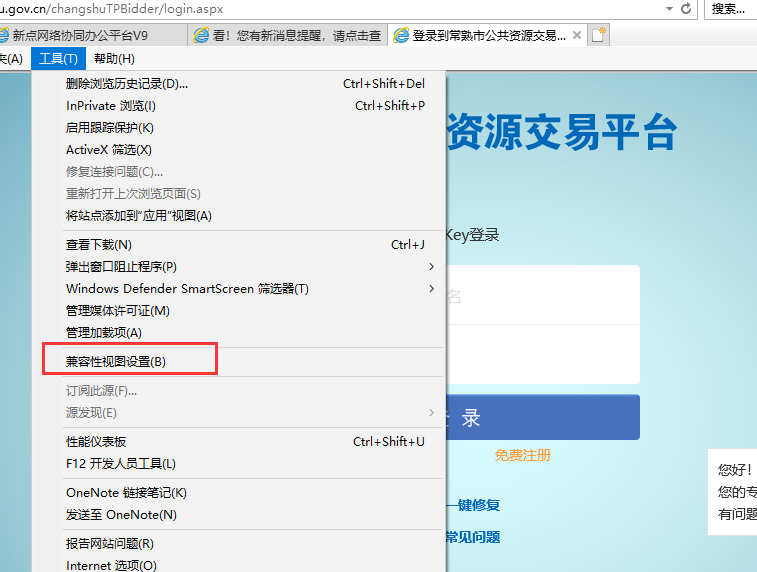 u.gov.cn/changshuTPBidder/login.aspx
搜索...
新点网络协同办公平台V9
看！您有新消息提醒，请点击查
登录到常熟市公共资源交易...
夹(A)
工具(T)
帮助(H)
删除浏览历史记录(D)... Ctrl+Shift+Del
InPrivate 浏览(I) Ctrl+Shift+P
启用跟踪保护(K)
ActiveX 筛选(X)
修复连接问题(C)...
重新打开上次浏览页面(S)
将站点添加到“应用”视图(A)
查看下载(N) Ctrl+J
弹出窗口阻止程序(P)
Windows Defender SmartScreen 筛选器(T)
管理媒体许可证(M)
管理加载项(A)
兼容性视图设置(B)
订阅此源(F)...
源发现(E)
性能仪表板 Ctrl+Shift+U
F12 开发人员工具(L)
OneNote 链接笔记(K)
发送至 OneNote(N)
报告网站问题(R)
Internet 选项(O)
资源交易平台
Key登录
名
录
免费注册
一键修复
常见问题
您好！
您的专
有问题